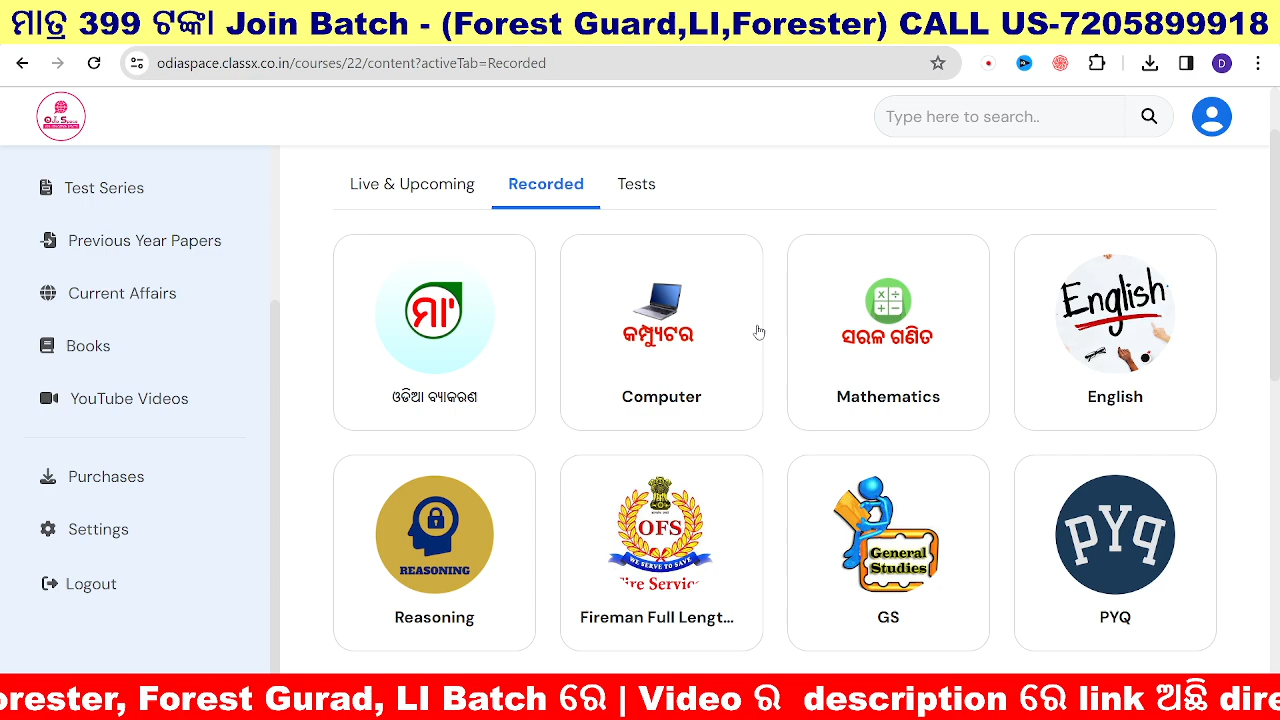 ମାତ୍ର 399 ଟଙ୍କା Join Batch - (Forest Guard,LI,Forester) CALL US-7205899918
odiaspace.classx.co.in/courses/22/content?activeTab=Recorded
D
Type here to search..
Test Series
Previous Year Papers
Current Affairs
Books
YouTube Videos
Purchases
Settings
Logout
Live & Upcoming Recorded Tests
ମା'
କମ୍ପ୍ୟୁଟର
ସରଳ ଗଣିତ
English
ଓଡିଆ ବ୍ୟାକରଣ Computer Mathematics English
REASONING
OFS
WE SERVE TO SAVE
Fire Service
General
Studies
PYq
Reasoning Fireman Full Lengt... GS PYQ
orester, Forest Gurad, LI Batch ରେ | Video ର description ରେ link ଅଛି dire